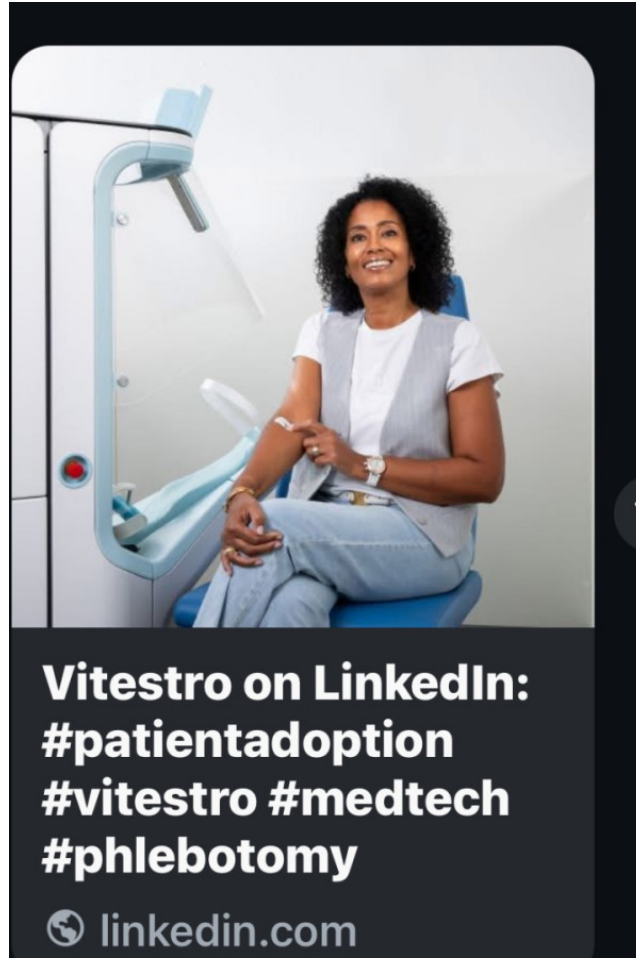 Vitestro on LinkedIn:
#patientadoption
#vitestro #medtech
#phlebotomy
linkedin.com